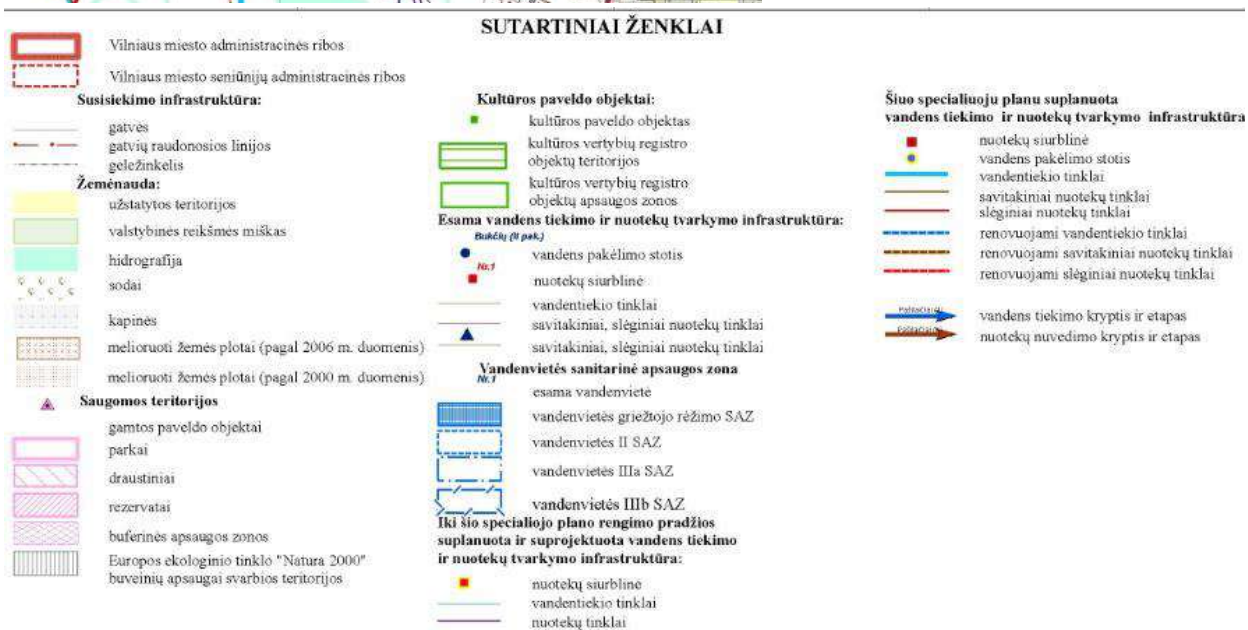 SUTARTINIAI ŽENKLAI
Vilniaus miesto administracinės ribos
Vilniaus miesto seniūnijų administracinės ribos
Susisiekimo infrastruktūra:
gatvės
gatvių raudonosios linijos
geležinkelis
Žemėnauda:
užstatytos teritorijos
valstybinės reikšmės miškas
hidrografija
sodai
kapinės
melioruoti žemės plotai (pagal 2006 m. duomenis)
melioruoti žemės plotai (pagal 2000 m. duomenis)
Saugomos teritorijos
gamtos paveldo objektai
parkai
draustiniai
rezervatai
buferinės apsaugos zonos
Europos ekologinio tinklo "Natura 2000"
buveinių apsaugai svarbios teritorijos
Kultūros paveldo objektai:
kultūros paveldo objektas
kultūros vertybių registro
objektų teritorijos
kultūros vertybių registro
objektų apsaugos zonos
Esama vandens tiekimo ir nuotekų tvarkymo infrastruktūra:
Bukčių (II pak.)
vandens pakėlimo stotis
Nr.1
nuotekų siurblinė
vandentiekio tinklai
savitakiniai, slėginiai nuotekų tinklai
savitakiniai, slėginiai nuotekų tinklai
Vandenvietės sanitarinė apsaugos zona
Nr.1
esama vandenvietė
vandenvietės griežtojo rėžimo SAZ
vandenvietės II SAZ
vandenvietės IIIa SAZ
vandenvietės IIIb SAZ
Iki šio specialiojo plano rengimo pradžios
suplanuota ir suprojektuota vandens tiekimo
ir nuotekų tvarkymo infrastruktūra:
nuotekų siurblinė
vandentiekio tinklai
nuotekų tinklai
Šiuo specialiuoju planu suplanuota
vandens tiekimo ir nuotekų tvarkymo infrastruktūra
nuotekų siurblinė
vandens pakėlimo stotis
vandentiekio tinklai
savitakiniai nuotekų tinklai
slėginiai nuotekų tinklai
renovuojami vandentiekio tinklai
renovuojami savitakiniai nuotekų tinklai
renovuojami slėginiai nuotekų tinklai
vandens tiekimo kryptis ir etapas
nuotekų nuvedimo kryptis ir etapas